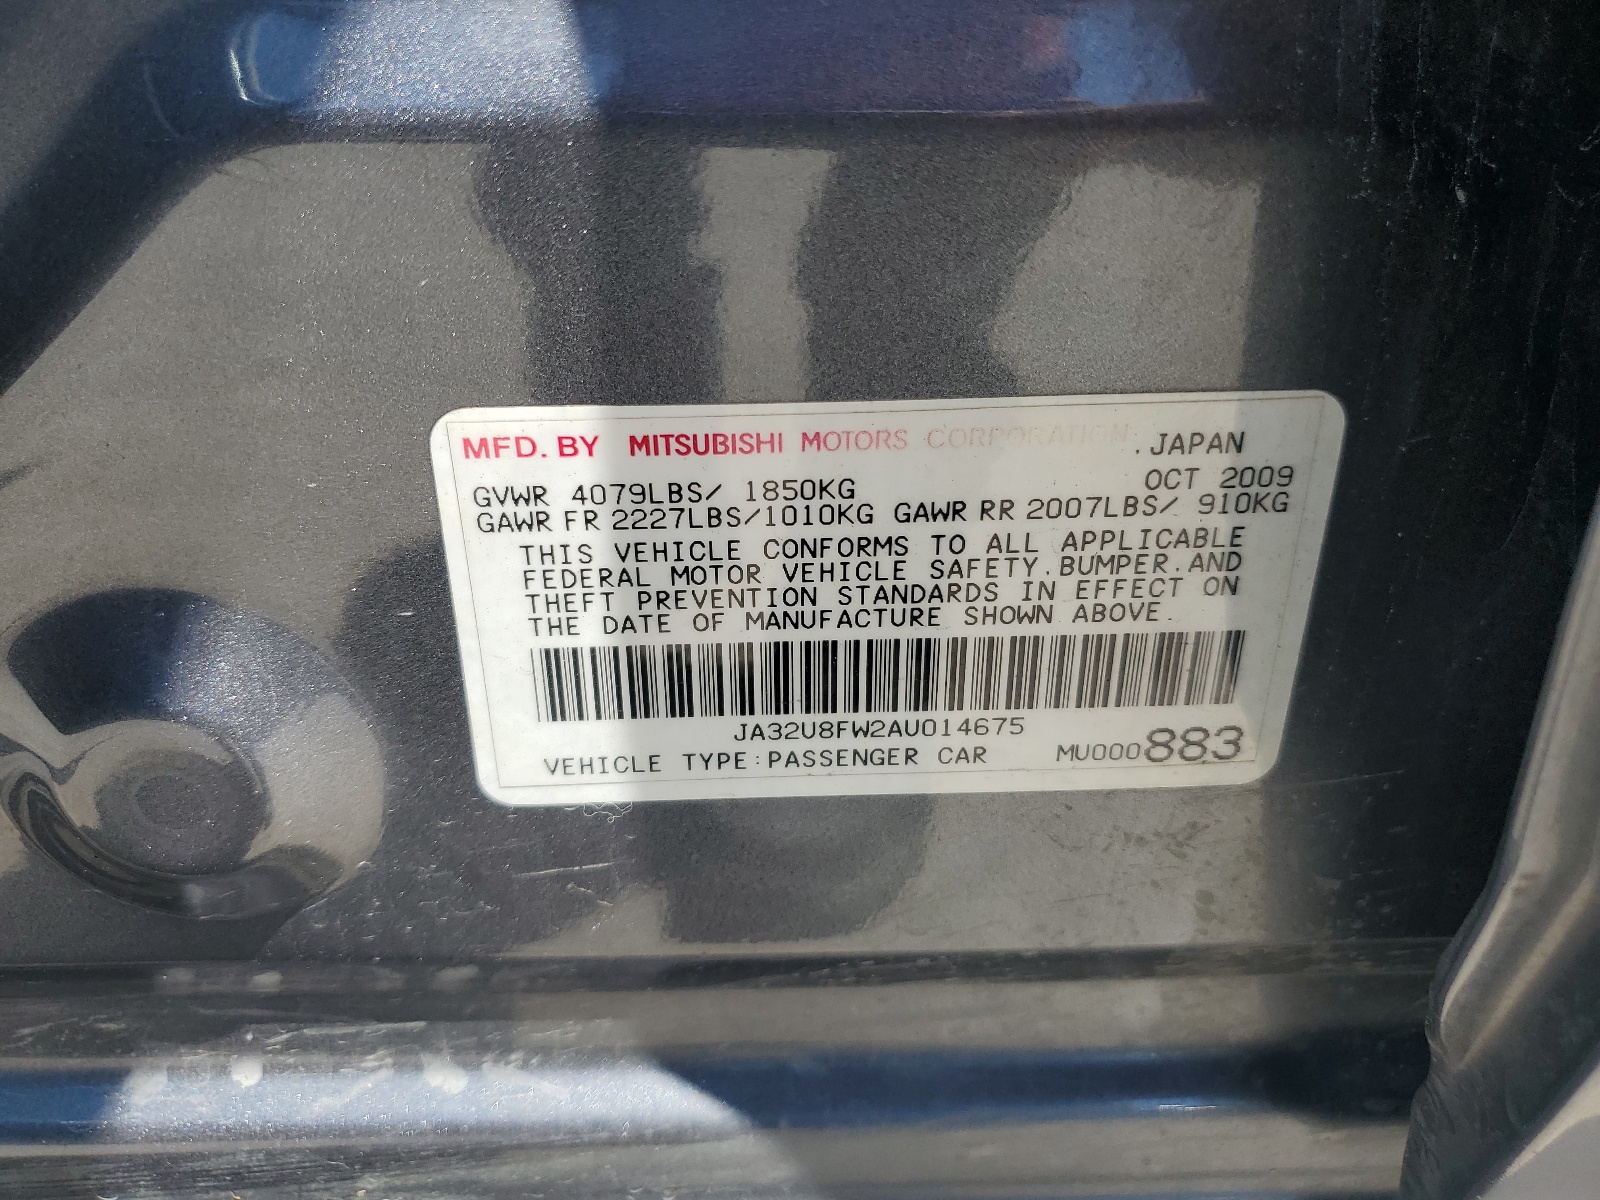 MFD. BY MITSUBISHI MOTORS CORPORATION. JAPAN
OCT 2009
GVWR 4079LBS/ 1850KG
GAWR FR 2227LBS/1010KG GAWR RR 2007LBS/ 910KG
THIS VEHICLE CONFORMS TO ALL APPLICABLE
FEDERAL MOTOR VEHICLE SAFETY.BUMPER.AND
THEFT PREVENTION STANDARDS IN EFFECT ON
THE DATE OF MANUFACTURE SHOWN ABOVE.
JA32U8FW2AU014675
VEHICLE TYPE:PASSENGER CAR MU000883